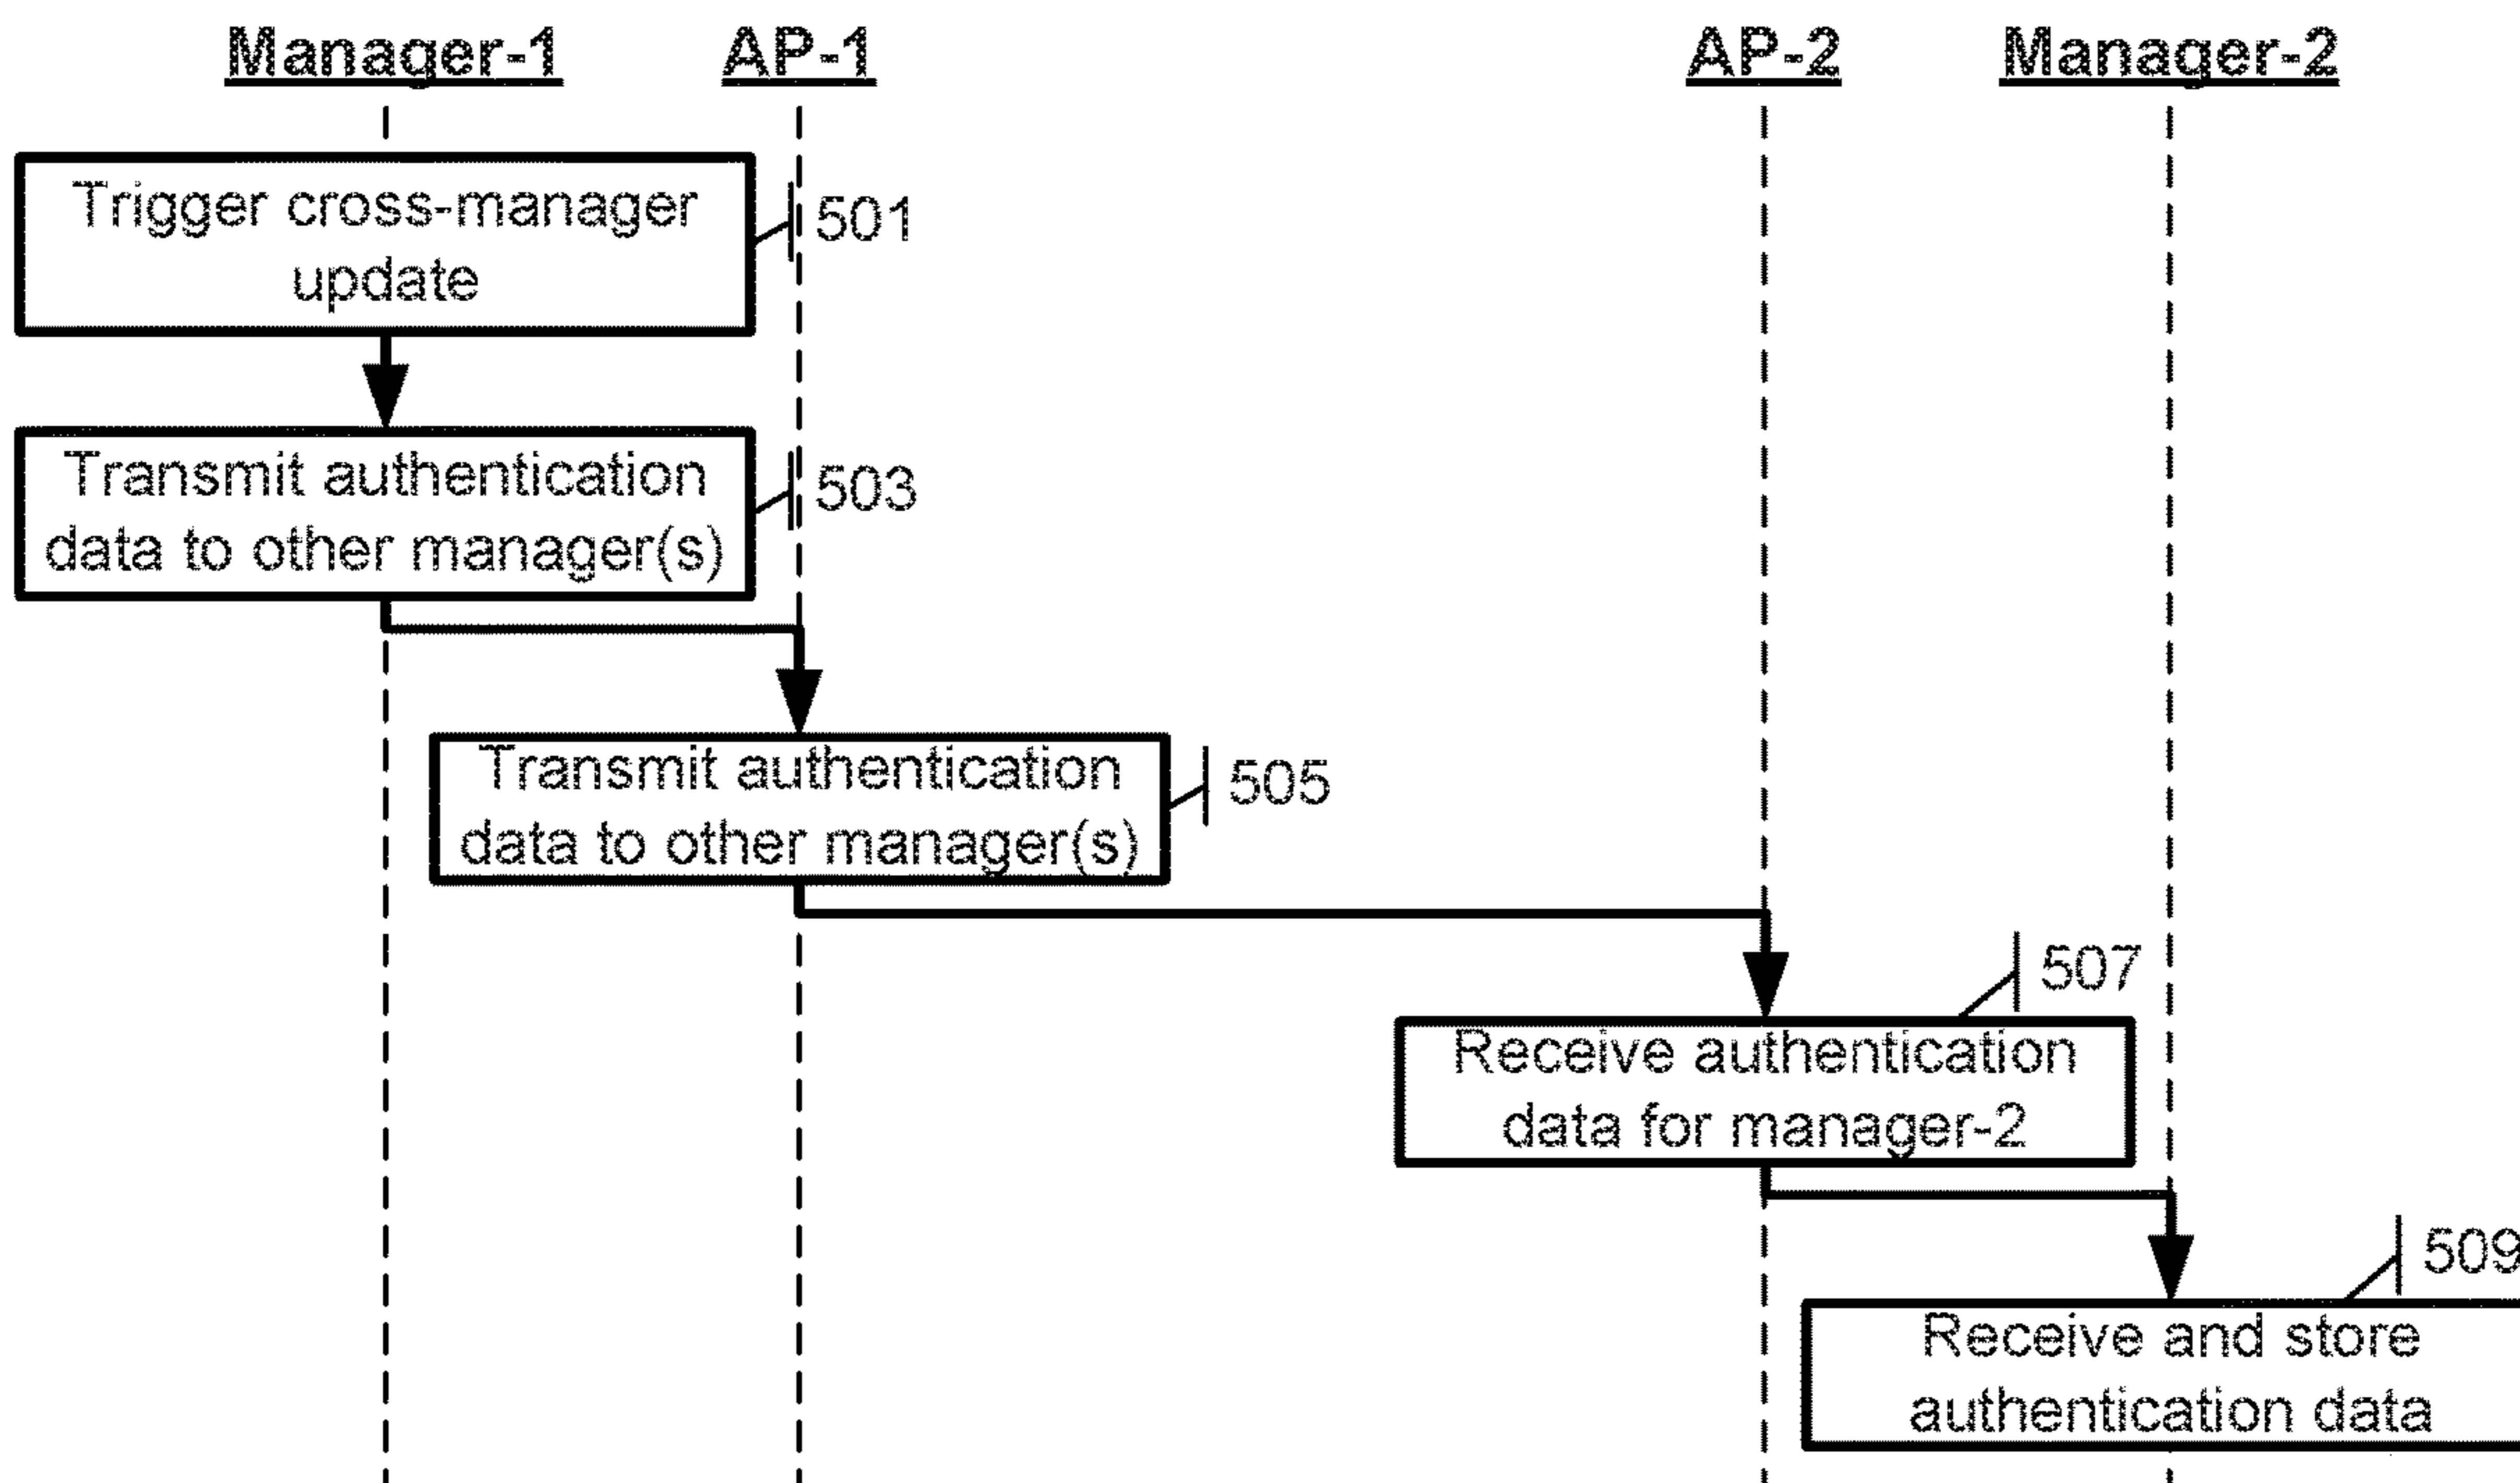 Manager-1 AP-1 AP-2 Manager-2
Trigger cross-manager
update
501
Transmit authentication
data to other manager(s)
503
Transmit authentication
data to other manager(s)
505
507
Receive authentication
data for manager-2
509
Receive and store
authentication data